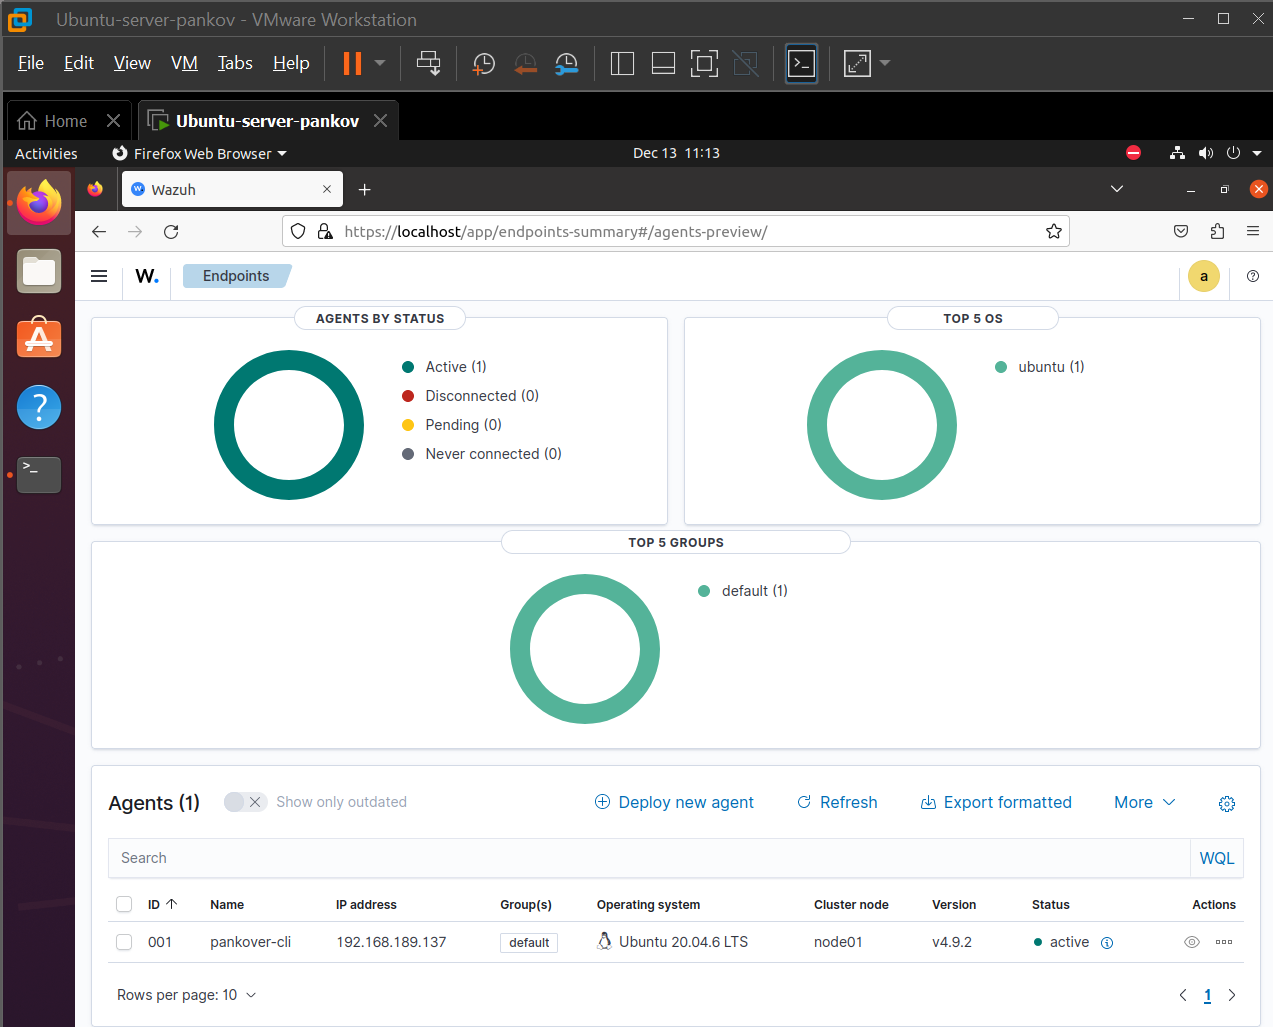 Ubuntu-server-pankov - VMware Workstation
File Edit View VM Tabs Help
Home Ubuntu-server-pankov
Activities Firefox Web Browser Dec 13 11:13
Wazuh
https://localhost/app/endpoints-summary#/agents-preview/
W. Endpoints a
AGENTS BY STATUS
Active (1)
Disconnected (0)
Pending (0)
Never connected (0)
TOP 5 OS
ubuntu (1)
TOP 5 GROUPS
default (1)
Agents (1) Show only outdated Deploy new agent Refresh Export formatted More
Search WQL
ID Name IP address Group(s) Operating system Cluster node Version Status Actions
001 pankover-cli 192.168.189.137 default Ubuntu 20.04.6 LTS node01 v4.9.2 active
Rows per page: 10 1